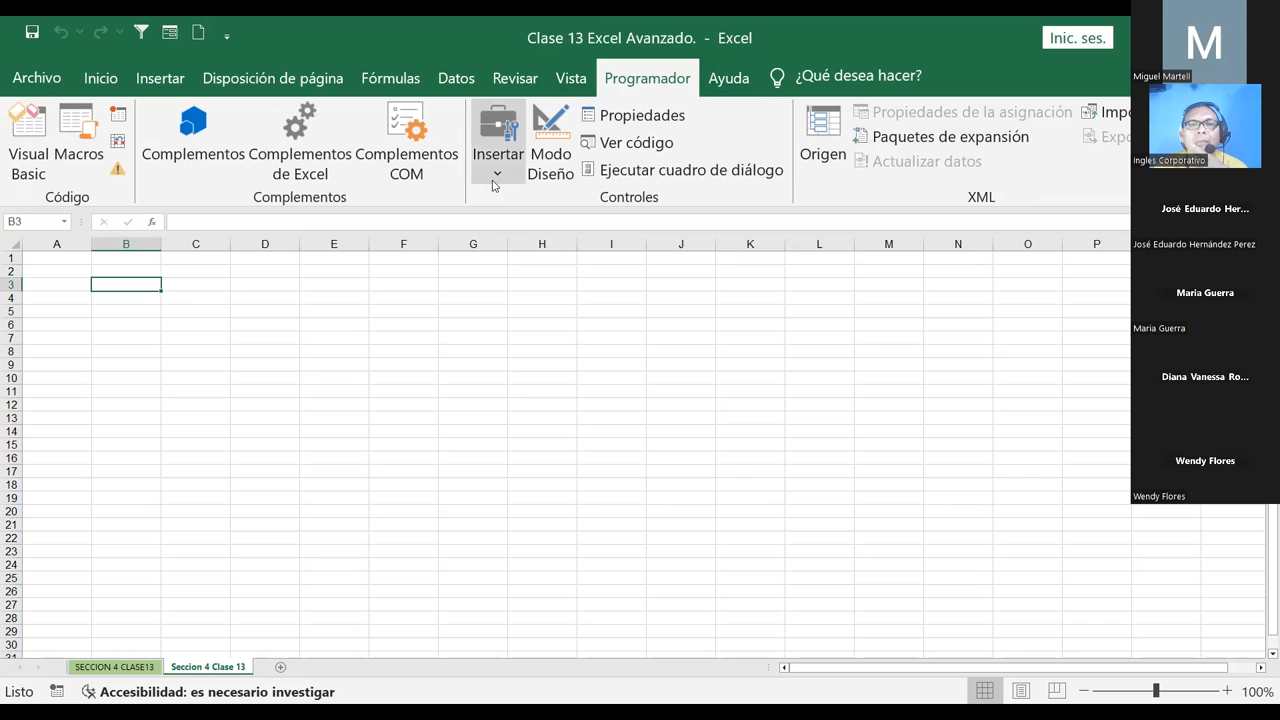 Clase 13 Excel Avanzado. - Excel
Inic. ses.
Archivo Inicio Insertar Disposición de página Fórmulas Datos Revisar Vista Programador Ayuda ¿Qué desea hacer?
Visual Basic
Macros
Código
Complementos
Complementos de Excel
Complementos COM
Complementos
Insertar
Modo Diseño
Propiedades
Ver código
Ejecutar cuadro de diálogo
Controles
Origen
Propiedades de la asignación
Paquetes de expansión
Actualizar datos
Impo
Expo
XML
B3
fx
A B C D E F G H I J K L M N O P
1
2
3
4
5
6
7
8
9
10
11
12
13
14
15
16
17
18
19
20
21
22
23
24
25
26
27
28
29
30
SECCION 4 CLASE13 Seccion 4 Clase 13
Listo Accesibilidad: es necesario investigar 100%
M
Miguel Martell
Ingles Corporativo
José Eduardo Her...
José Eduardo Hernández Perez
Maria Guerra
Maria Guerra
Diana Vanessa Ro...
Wendy Flores
Wendy Flores